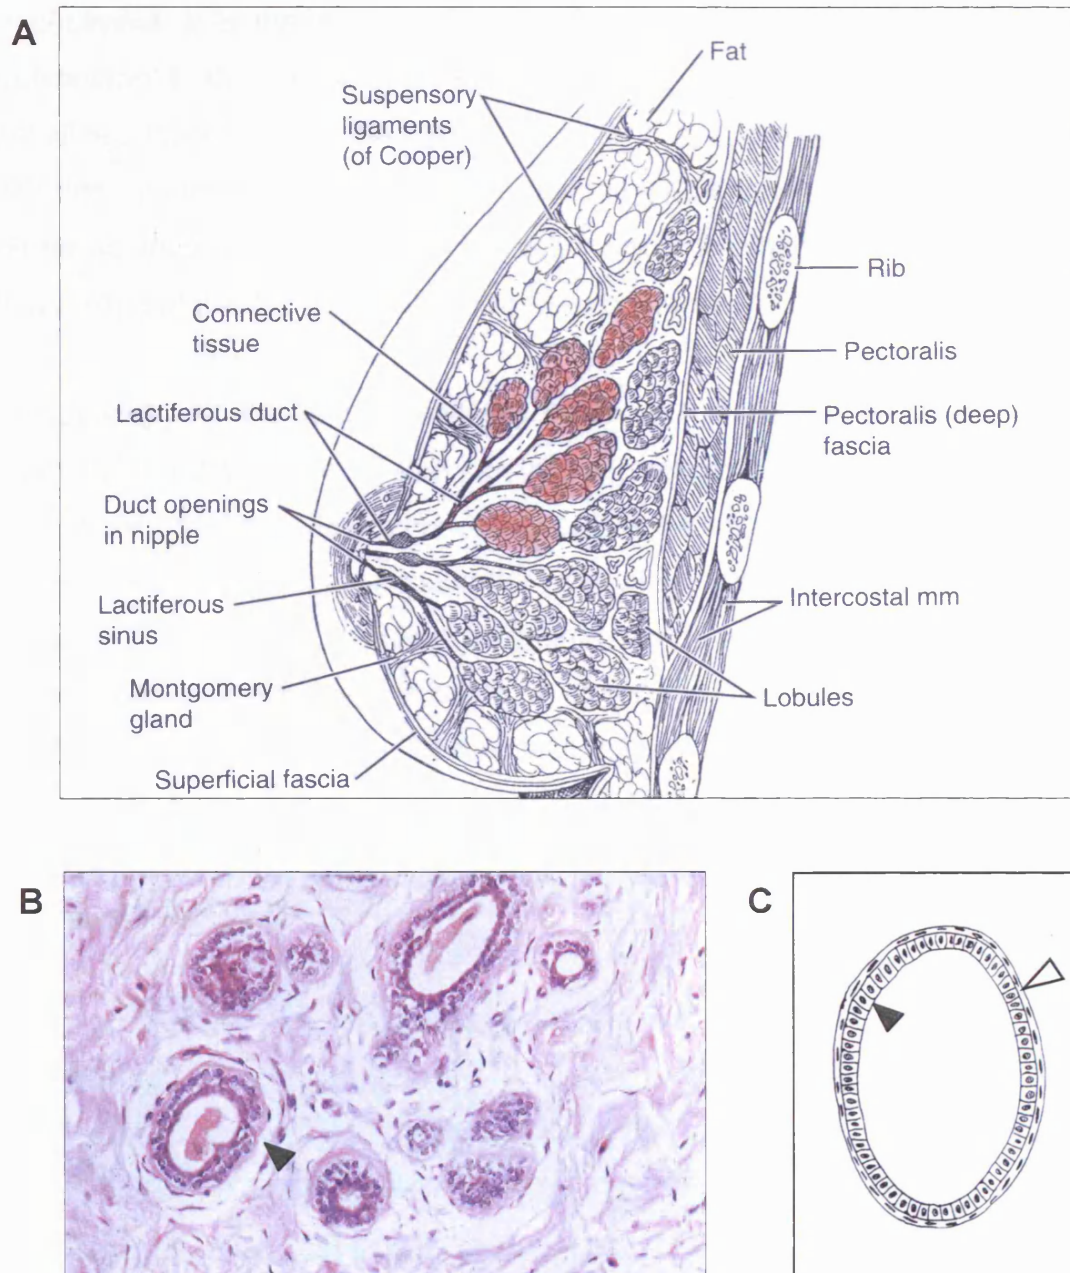 A
Fat
Suspensory
ligaments
(of Cooper)
Rib
Connective
tissue
Pectoralis
Lactiferous duct
Pectoralis (deep)
fascia
Duct openings
in nipple
Intercostal mm
Lactiferous
sinus
Montgomery
gland
Lobules
Superficial fascia
B
C